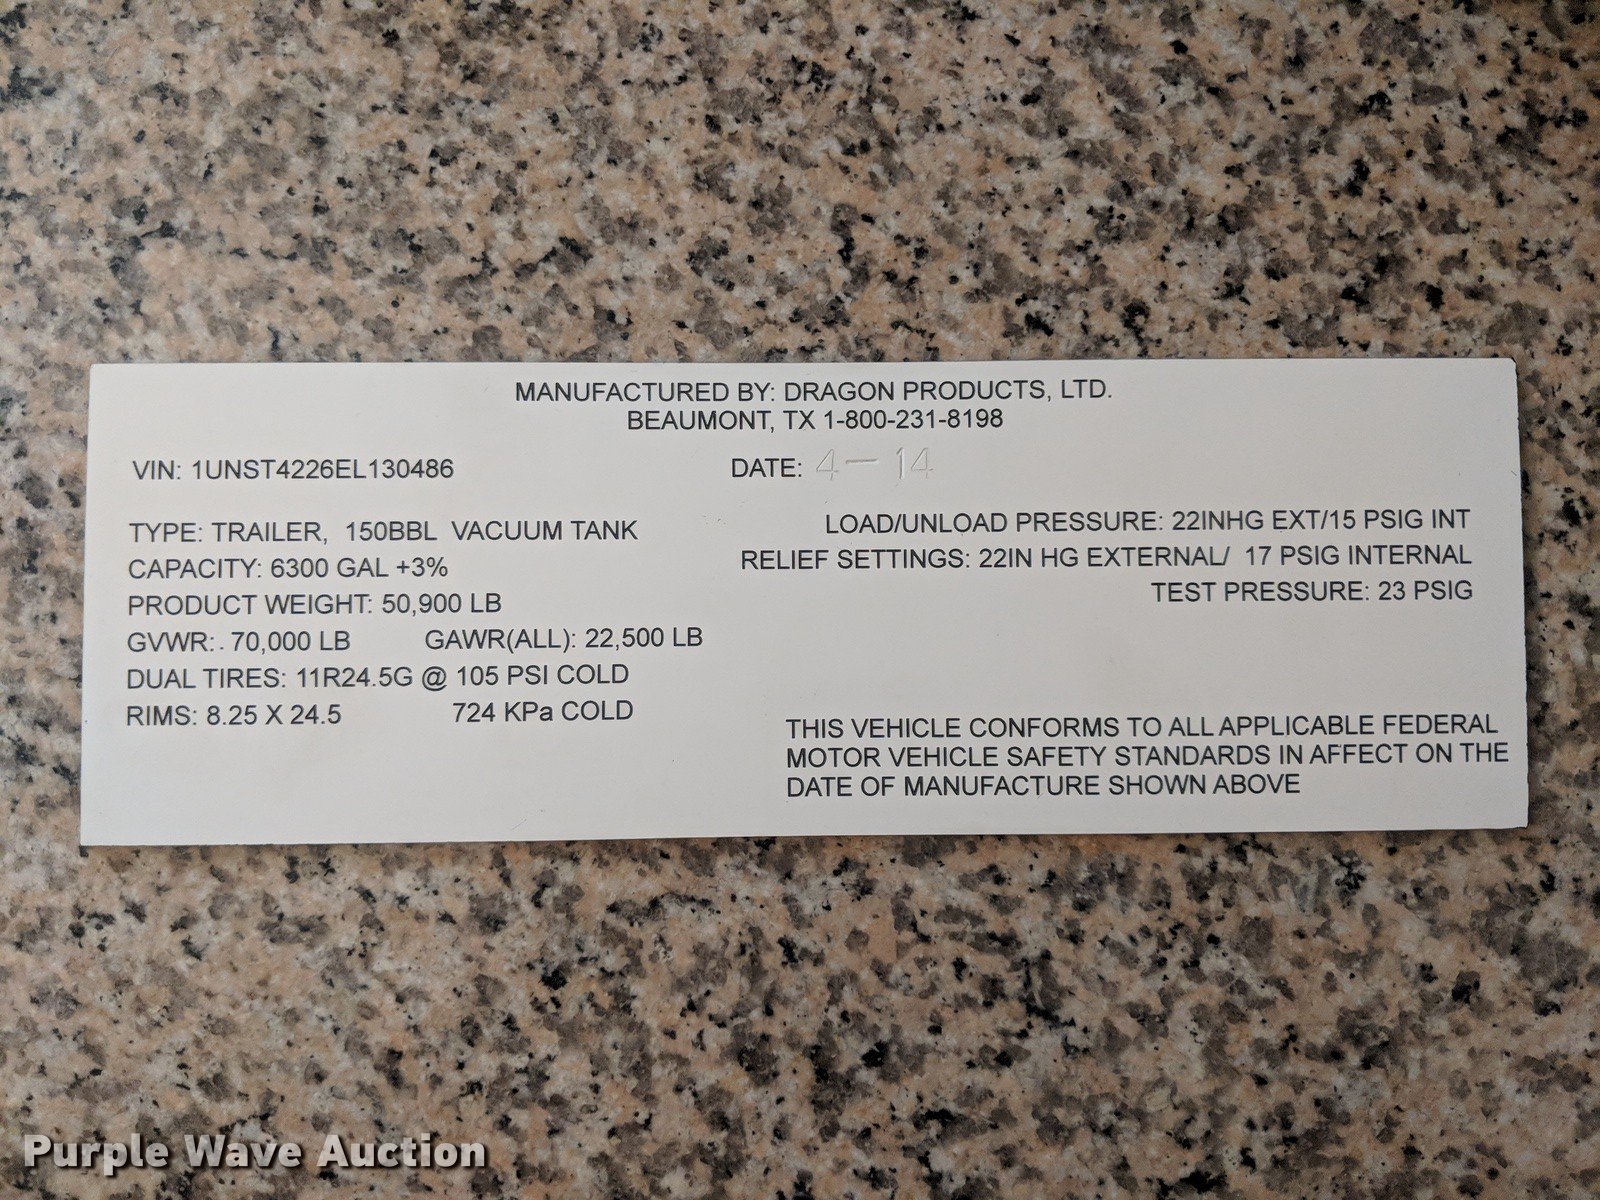 MANUFACTURED BY: DRAGON PRODUCTS, LTD.
BEAUMONT, TX 1-800-231-8198
VIN: 1UNST4226EL130486 DATE: 4-14
TYPE: TRAILER, 150BBL VACUUM TANK
CAPACITY: 6300 GAL +3%
PRODUCT WEIGHT: 50,900 LB
GVWR: 70,000 LB GAWR(ALL): 22,500 LB
DUAL TIRES: 11R24.5G @ 105 PSI COLD
RIMS: 8.25 X 24.5 724 KPa COLD
LOAD/UNLOAD PRESSURE: 22INHG EXT/15 PSIG INT
RELIEF SETTINGS: 22IN HG EXTERNAL/ 17 PSIG INTERNAL
TEST PRESSURE: 23 PSIG
THIS VEHICLE CONFORMS TO ALL APPLICABLE FEDERAL
MOTOR VEHICLE SAFETY STANDARDS IN AFFECT ON THE
DATE OF MANUFACTURE SHOWN ABOVE
Purple Wave Auction